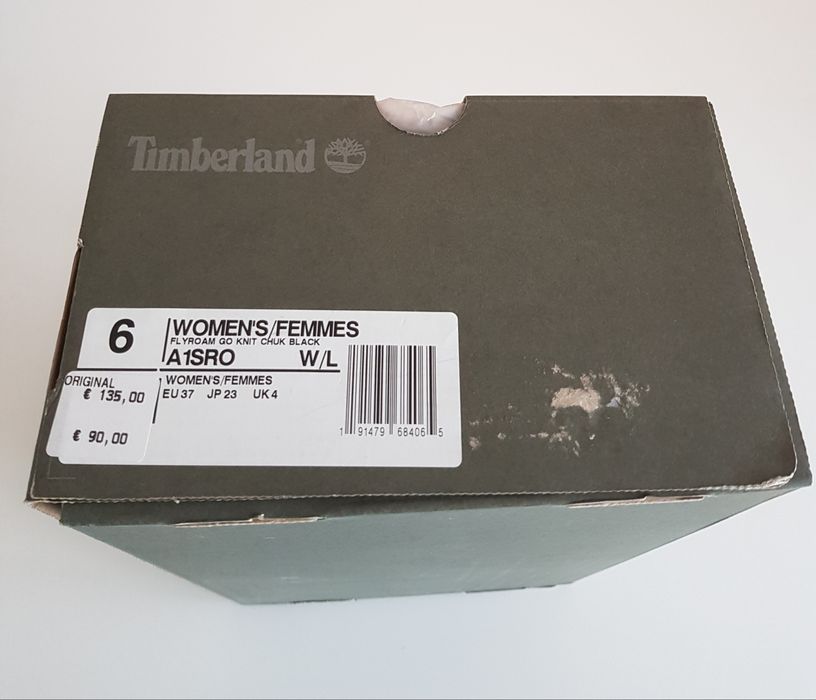 Timberland
6
WOMEN'S/FEMMES
FLYROAM GO KNIT CHUK BLACK
A1SRO W/L
ORIGINAL
€ 135,00
€ 90,00
WOMEN'S/FEMMES
EU 37 JP 23 UK 4
1 91479 68406 5